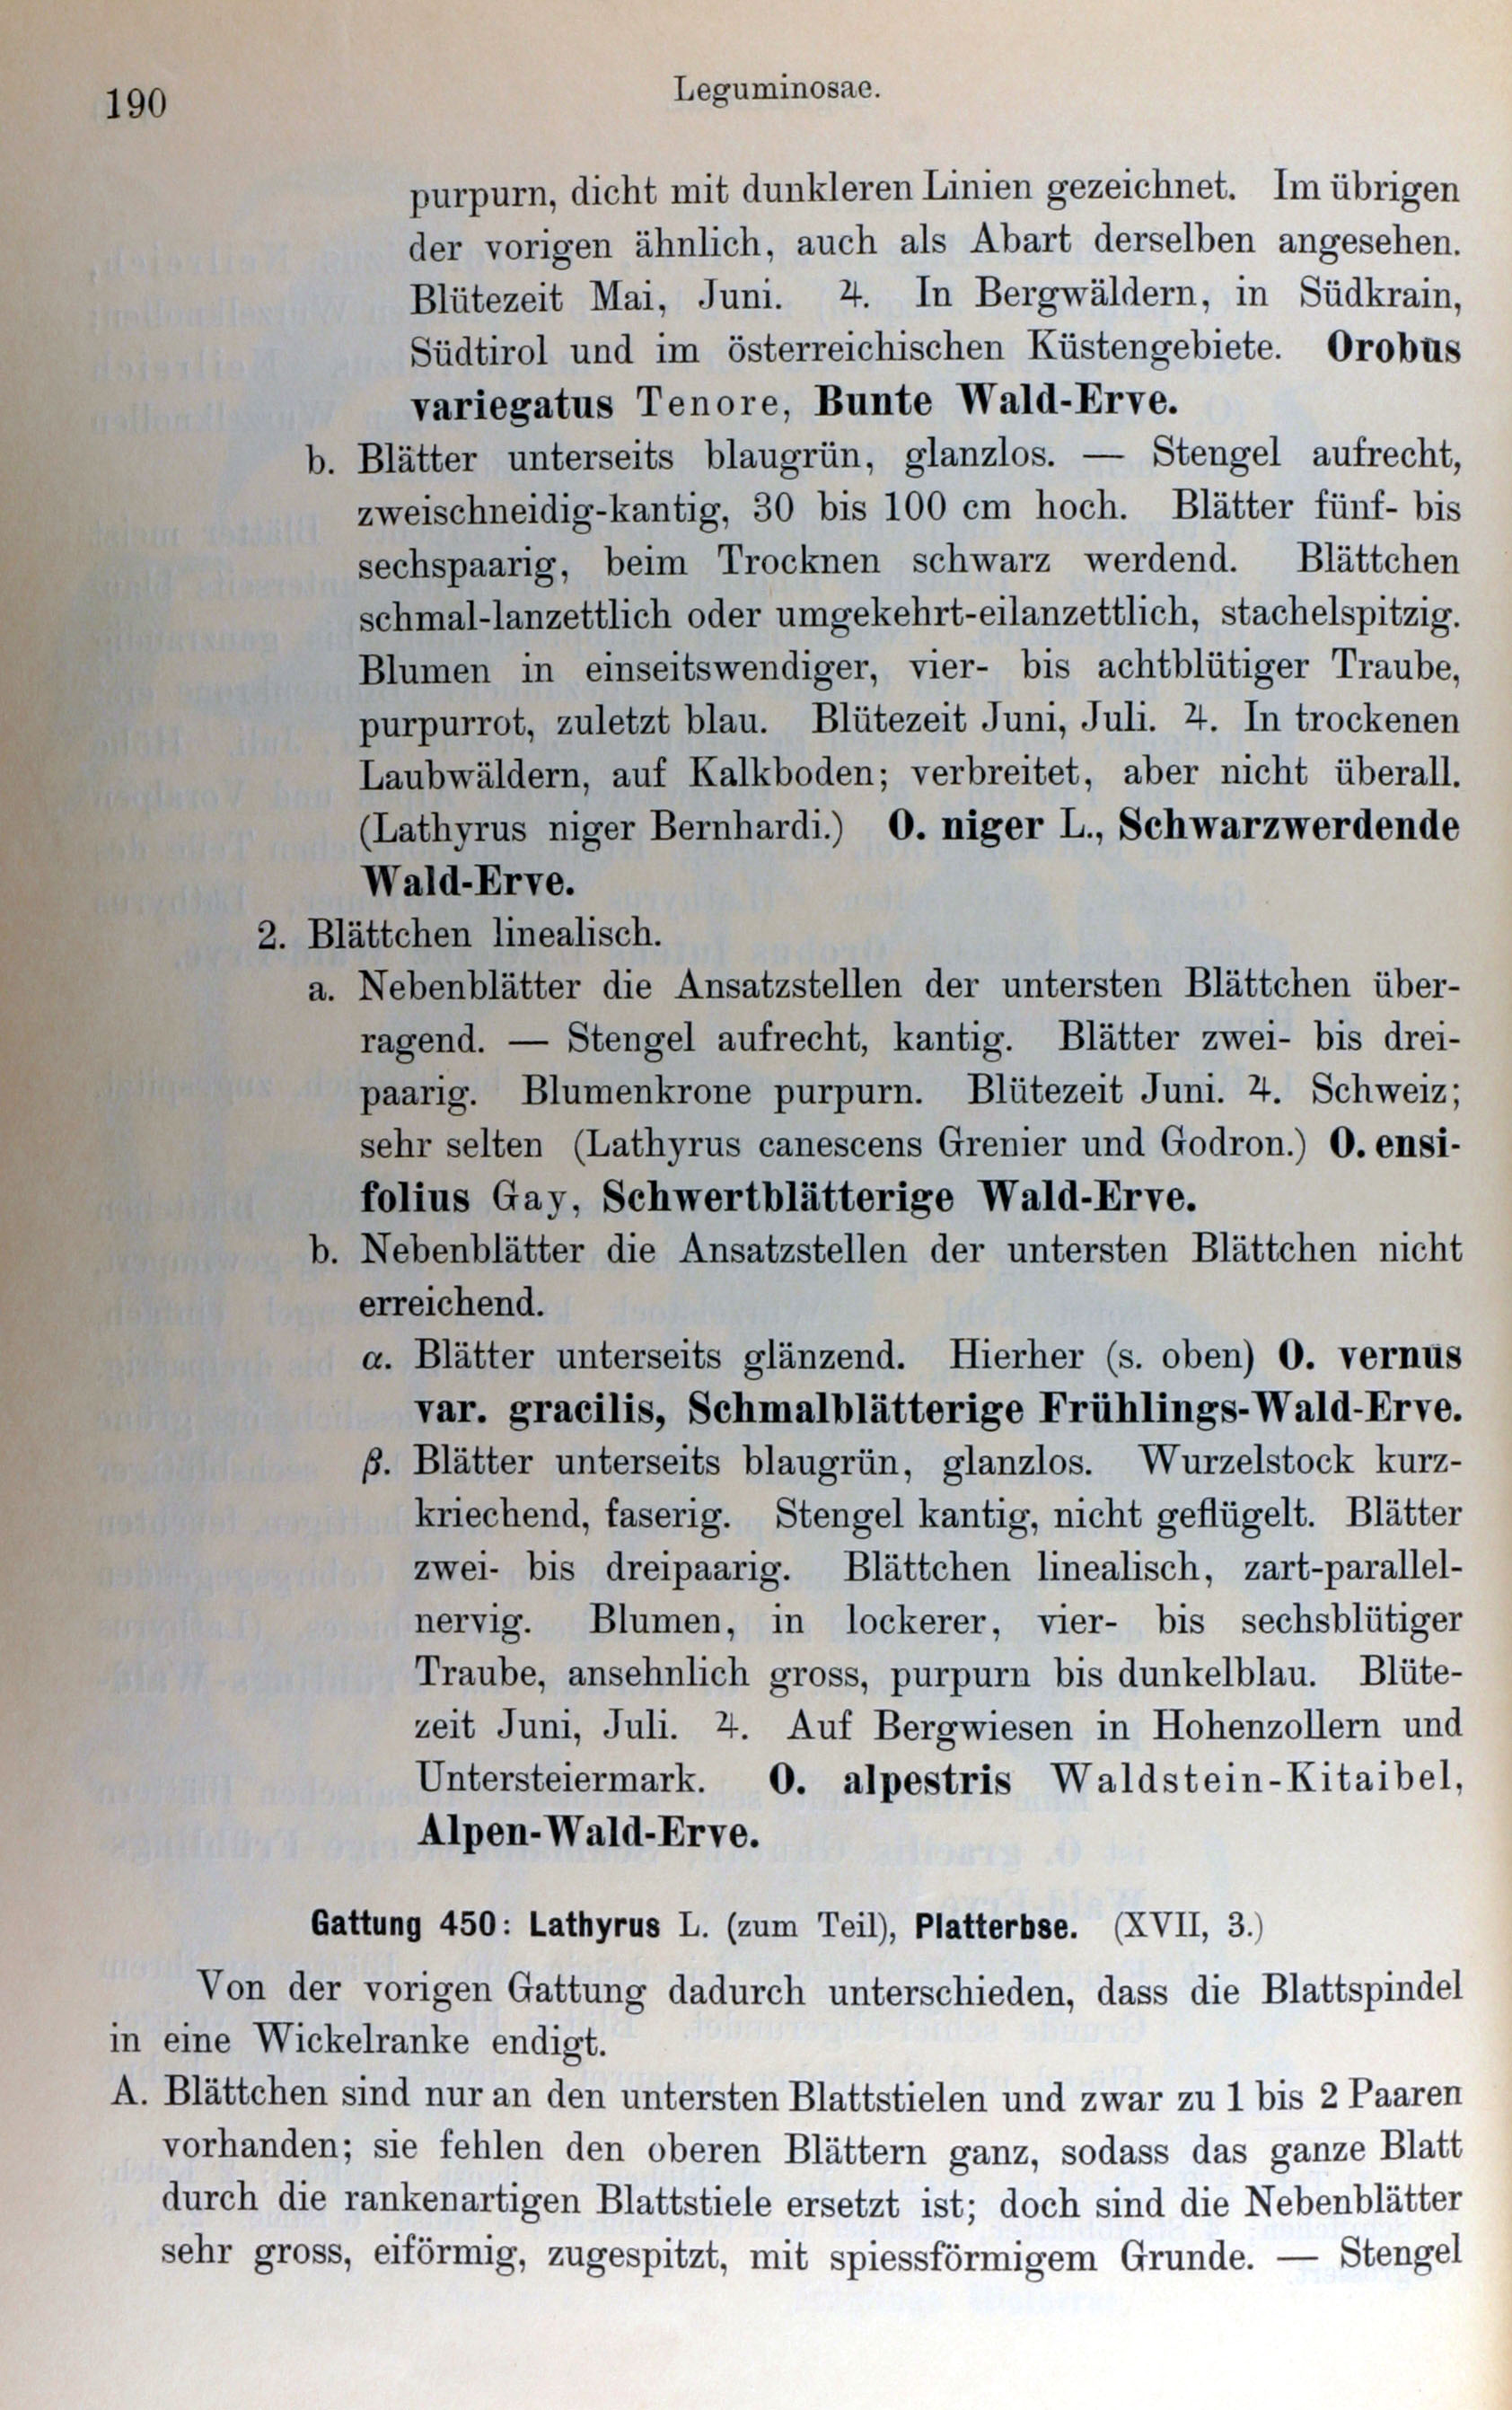 190
Leguminosae.
purpurn, dicht mit dunkleren Linien gezeichnet. Im übrigen
der vorigen ähnlich, auch als Abart derselben angesehen.
Blütezeit Mai, Juni. ♃. In Bergwäldern, in Südkrain,
Südtirol und im österreichischen Küstengebiete. Orobus
variegatus Tenore, Bunte Wald-Erve.
b. Blätter unterseits blaugrün, glanzlos. — Stengel aufrecht,
zweischneidig-kantig, 30 bis 100 cm hoch. Blätter fünf- bis
sechspaarig, beim Trocknen schwarz werdend. Blättchen
schmal-lanzettlich oder umgekehrt-eilanzettlich, stachelspitzig.
Blumen in einseitswendiger, vier- bis achtblütiger Traube,
purpurrot, zuletzt blau. Blütezeit Juni, Juli. ♃. In trockenen
Laubwäldern, auf Kalkboden; verbreitet, aber nicht überall.
(Lathyrus niger Bernhardi.) O. niger L., Schwarzwerdende
Wald-Erve.
2. Blättchen linealisch.
a. Nebenblätter die Ansatzstellen der untersten Blättchen über-
ragend. — Stengel aufrecht, kantig. Blätter zwei- bis drei-
paarig. Blumenkrone purpurn. Blütezeit Juni. ♃. Schweiz;
sehr selten (Lathyrus canescens Grenier und Godron.) O. ensi-
folius Gay, Schwertblätterige Wald-Erve.
b. Nebenblätter die Ansatzstellen der untersten Blättchen nicht
erreichend.
α. Blätter unterseits glänzend. Hierher (s. oben) O. vernus
var. gracilis, Schmalblätterige Frühlings-Wald-Erve.
β. Blätter unterseits blaugrün, glanzlos. Wurzelstock kurz-
kriechend, faserig. Stengel kantig, nicht geflügelt. Blätter
zwei- bis dreipaarig. Blättchen linealisch, zart-parallel-
nervig. Blumen, in lockerer, vier- bis sechsblütiger
Traube, ansehnlich gross, purpurn bis dunkelblau. Blüte-
zeit Juni, Juli. ♃. Auf Bergwiesen in Hohenzollern und
Untersteiermark. O. alpestris Waldstein-Kitaibel,
Alpen-Wald-Erve.
Gattung 450: Lathyrus L. (zum Teil), Platterbse. (XVII, 3.)
Von der vorigen Gattung dadurch unterschieden, dass die Blattspindel
in eine Wickelranke endigt.
A. Blättchen sind nur an den untersten Blattstielen und zwar zu 1 bis 2 Paaren
vorhanden; sie fehlen den oberen Blättern ganz, sodass das ganze Blatt
durch die rankenartigen Blattstiele ersetzt ist; doch sind die Nebenblätter
sehr gross, eiförmig, zugespitzt, mit spiessförmigem Grunde. — Stengel